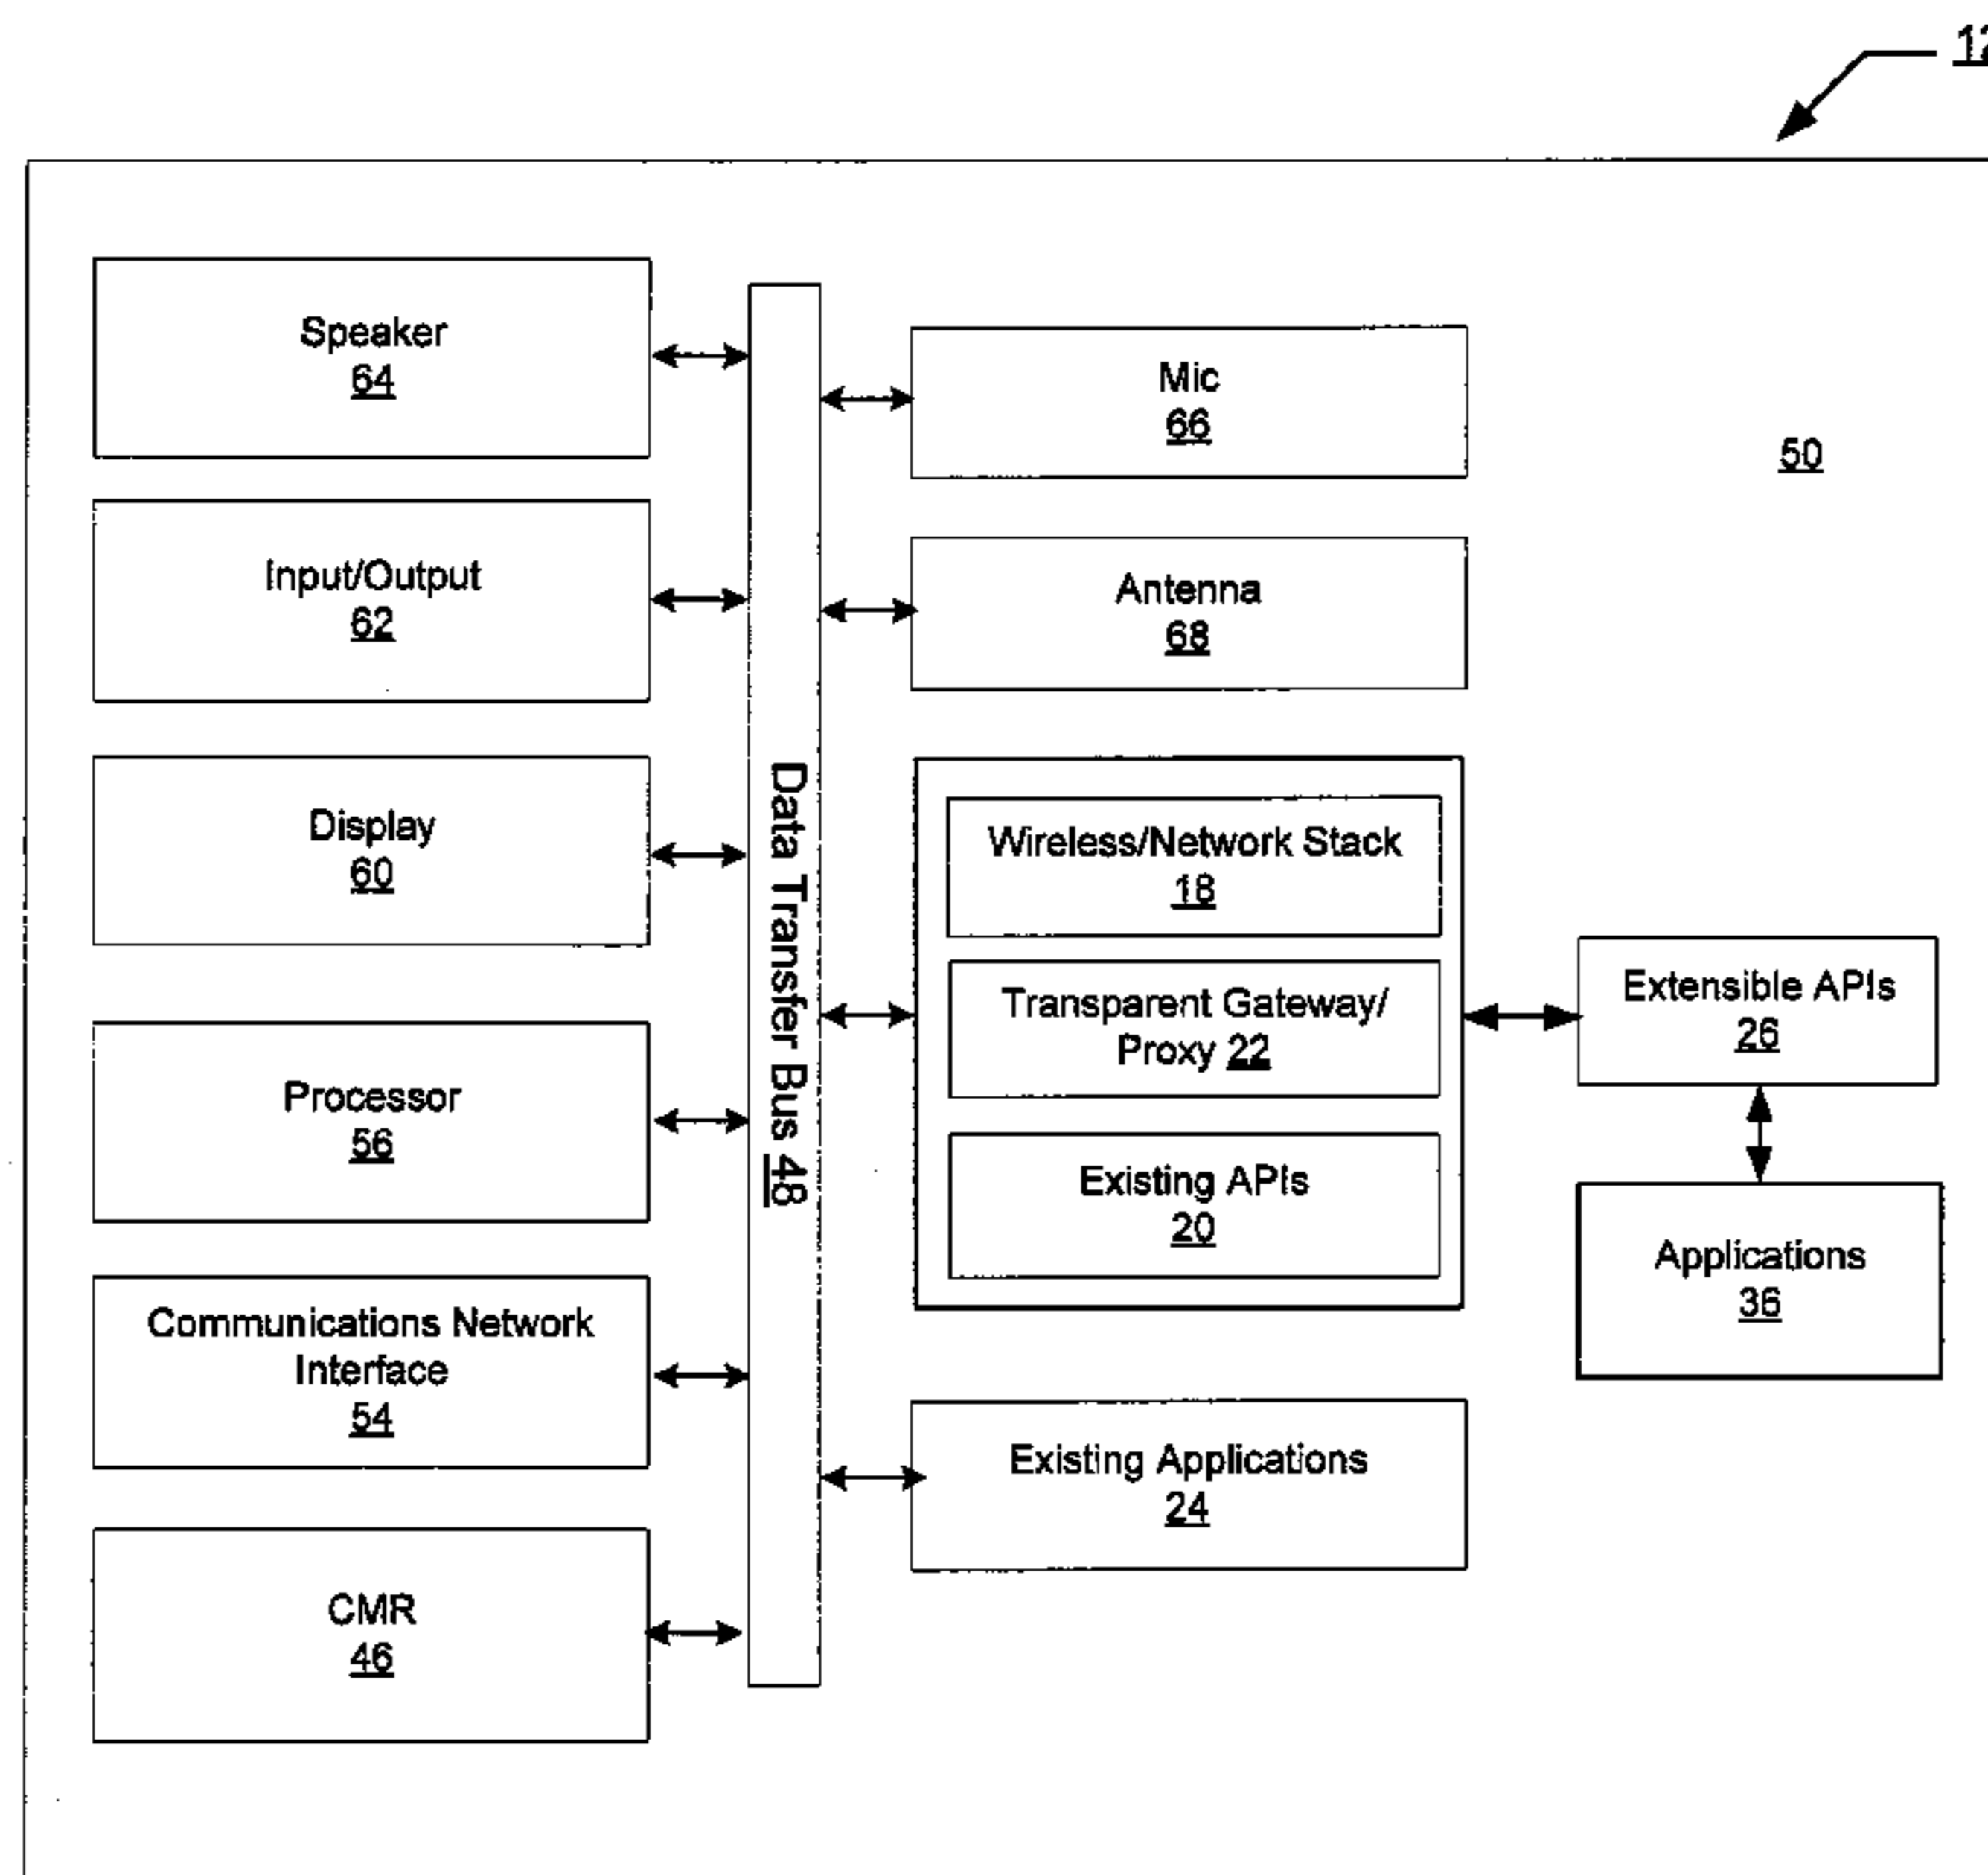 12
Speaker
64
Input/Output
62
Display
60
Processor
56
Communications Network
Interface
54
CMR
46
Data Transfer Bus 48
Mic
66
Antenna
68
Wireless/Network Stack
18
Transparent Gateway/
Proxy 22
Existing APIs
20
Existing Applications
24
50
Extensible APIs
26
Applications
36